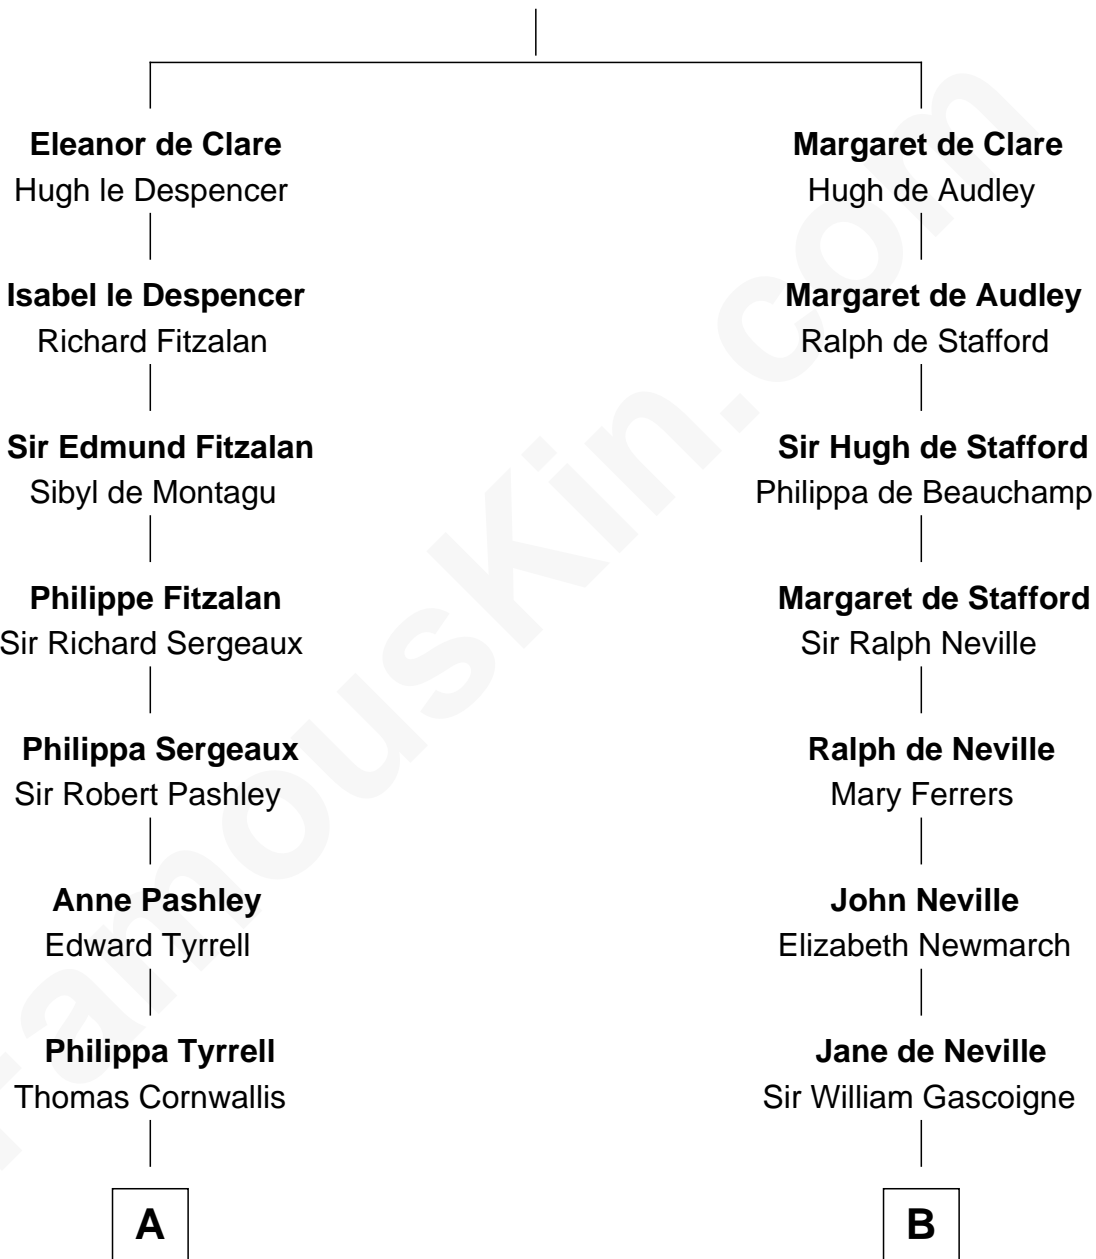 Eleanor de Clare
Hugh le Despencer
Isabel le Despencer
Richard Fitzalan
Sir Edmund Fitzalan
Sibyl de Montagu
Philippe Fitzalan
Sir Richard Sergeaux
Philippa Sergeaux
Sir Robert Pashley
Anne Pashley
Edward Tyrrell
Philippa Tyrrell
Thomas Cornwallis
A
Margaret de Clare
Hugh de Audley
Margaret de Audley
Ralph de Stafford
Sir Hugh de Stafford
Philippa de Beauchamp
Margaret de Stafford
Sir Ralph Neville
Ralph de Neville
Mary Ferrers
John Neville
Elizabeth Newmarch
Jane de Neville
Sir William Gascoigne
B
FamousKin.com